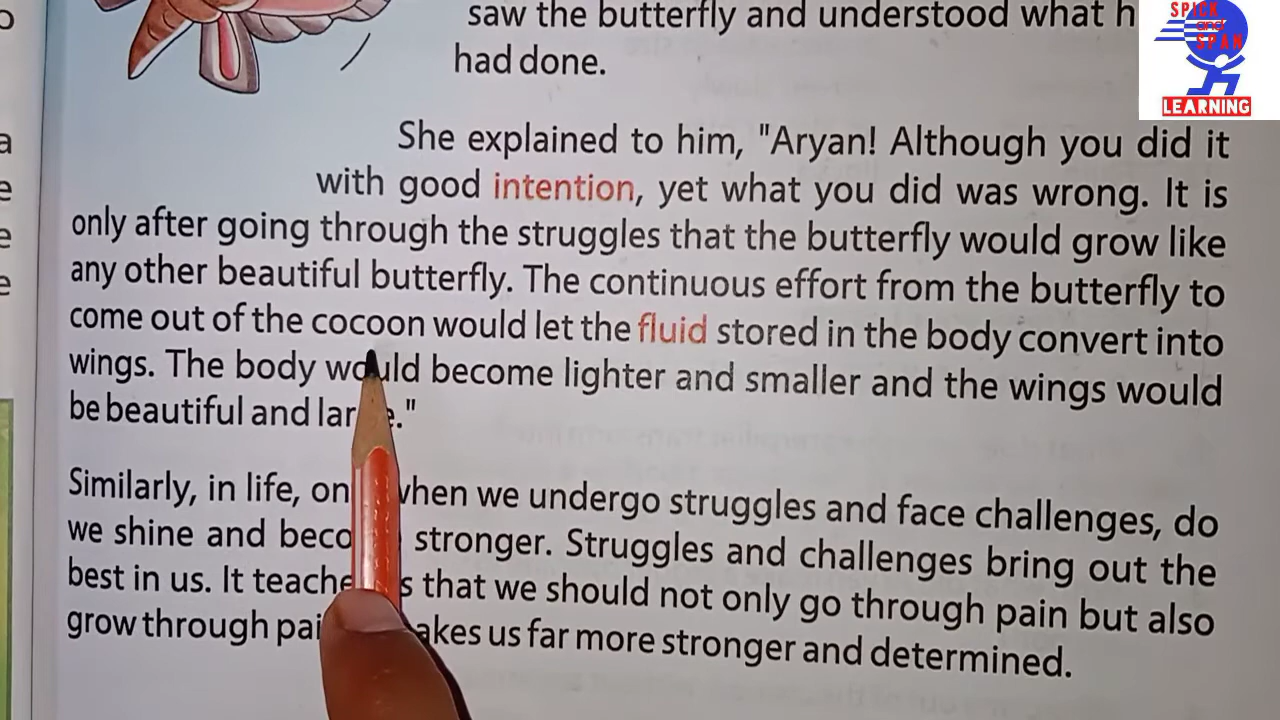 saw the butterfly and understood what h
had done.
SPICK
and
SPAN
LEARNING
She explained to him, "Aryan! Although you did it
with good intention, yet what you did was wrong. It is
only after going through the struggles that the butterfly would grow like
any other beautiful butterfly. The continuous effort from the butterfly to
come out of the cocoon would let the fluid stored in the body convert into
wings. The body would become lighter and smaller and the wings would
be beautiful and lar e."
Similarly, in life, on when we undergo struggles and face challenges, do
we shine and beco stronger. Struggles and challenges bring out the
best in us. It teache s that we should not only go through pain but also
grow through pai akes us far more stronger and determined.